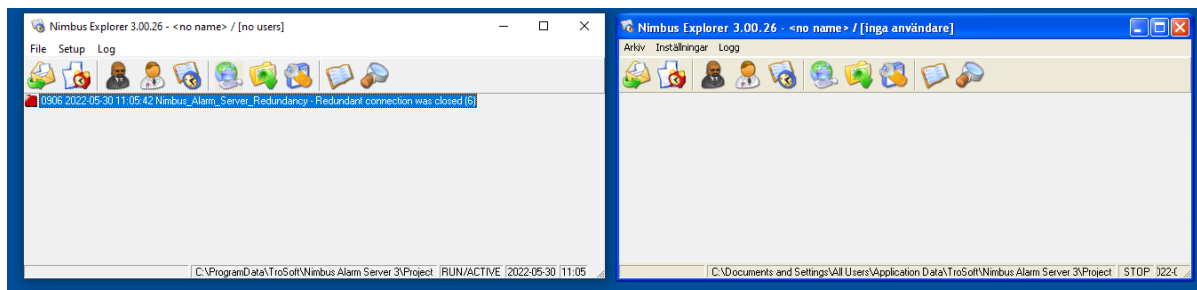 Nimbus Explorer 3.00.26 - <no name> / [no users]
File Setup Log
0906 2022-05-30 11:05:42 Nimbus_Alarm_Server_Redundancy - Redundant connection was closed (6)
C:\ProgramData\TroSoft\Nimbus Alarm Server 3\Project RUN/ACTIVE 2022-05-30 11:05
Nimbus Explorer 3.00.26 - <no name> / [inga användare]
Arkiv Inställningar Logg
C:\Documents and Settings\All Users\Application Data\TroSoft\Nimbus Alarm Server 3\Project STOP